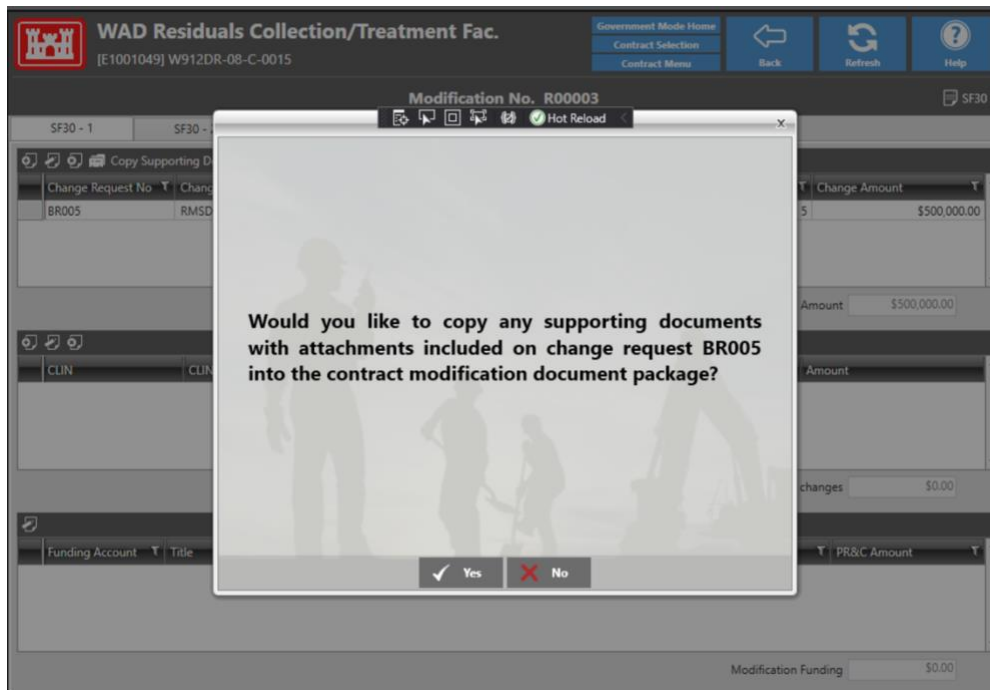 WAD Residuals Collection/Treatment Fac.
[E1001049] W912DR-08-C-0015
Government Mode Home
Contract Selection
Contract Menu
Back
Refresh
Help
Modification No. R00003
SF30
SF30 - 1
SF30 -
Hot Reload
x
Copy Supporting D
Change Request No
Chang
Change Amount
BR005
RMSD
5
$500,000.00
Amount
$500,000.00
Would you like to copy any supporting documents
with attachments included on change request BR005
into the contract modification document package?
CLIN
CLIN
Amount
changes
$0.00
Funding Account
Title
PR&C Amount
Yes
No
Modification Funding
$0.00